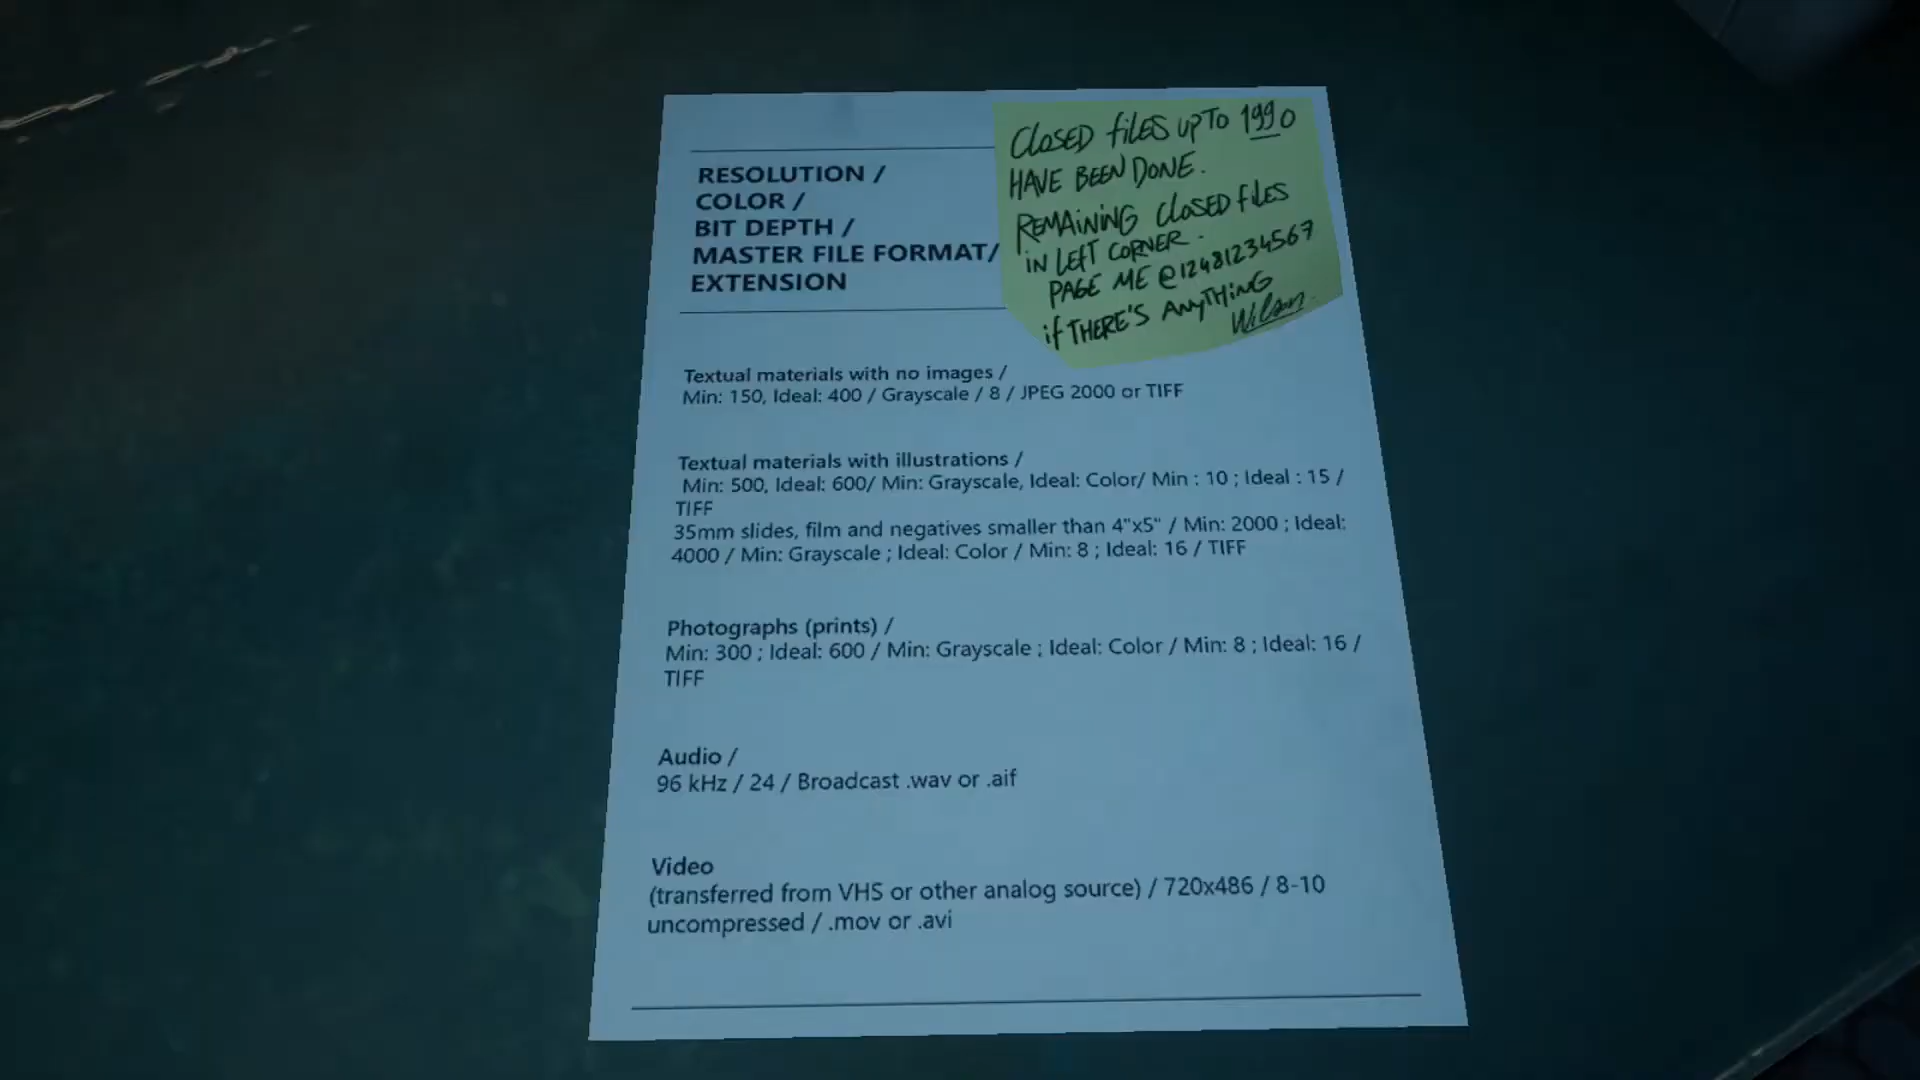 RESOLUTION /
COLOR /
BIT DEPTH /
MASTER FILE FORMAT/
EXTENSION
CLOSED FILES UP TO 1990
HAVE BEEN DONE.
REMAINING CLOSED FILES
IN LEFT CORNER.
PAGE ME @12481234567
if THERE'S ANYTHING
Wilson.
Textual materials with no images /
Min: 150, Ideal: 400 / Grayscale / 8 / JPEG 2000 or TIFF
Textual materials with illustrations /
Min: 500, Ideal: 600/ Min: Grayscale, Ideal: Color/ Min : 10 ; Ideal : 15 /
TIFF
35mm slides, film and negatives smaller than 4"x5" / Min: 2000 ; Ideal:
4000 / Min: Grayscale ; Ideal: Color / Min: 8 ; Ideal: 16 / TIFF
Photographs (prints) /
Min: 300 ; Ideal: 600 / Min: Grayscale ; Ideal: Color / Min: 8 ; Ideal: 16 /
TIFF
Audio /
96 kHz / 24 / Broadcast .wav or .aif
Video
(transferred from VHS or other analog source) / 720x486 / 8-10
uncompressed / .mov or .avi